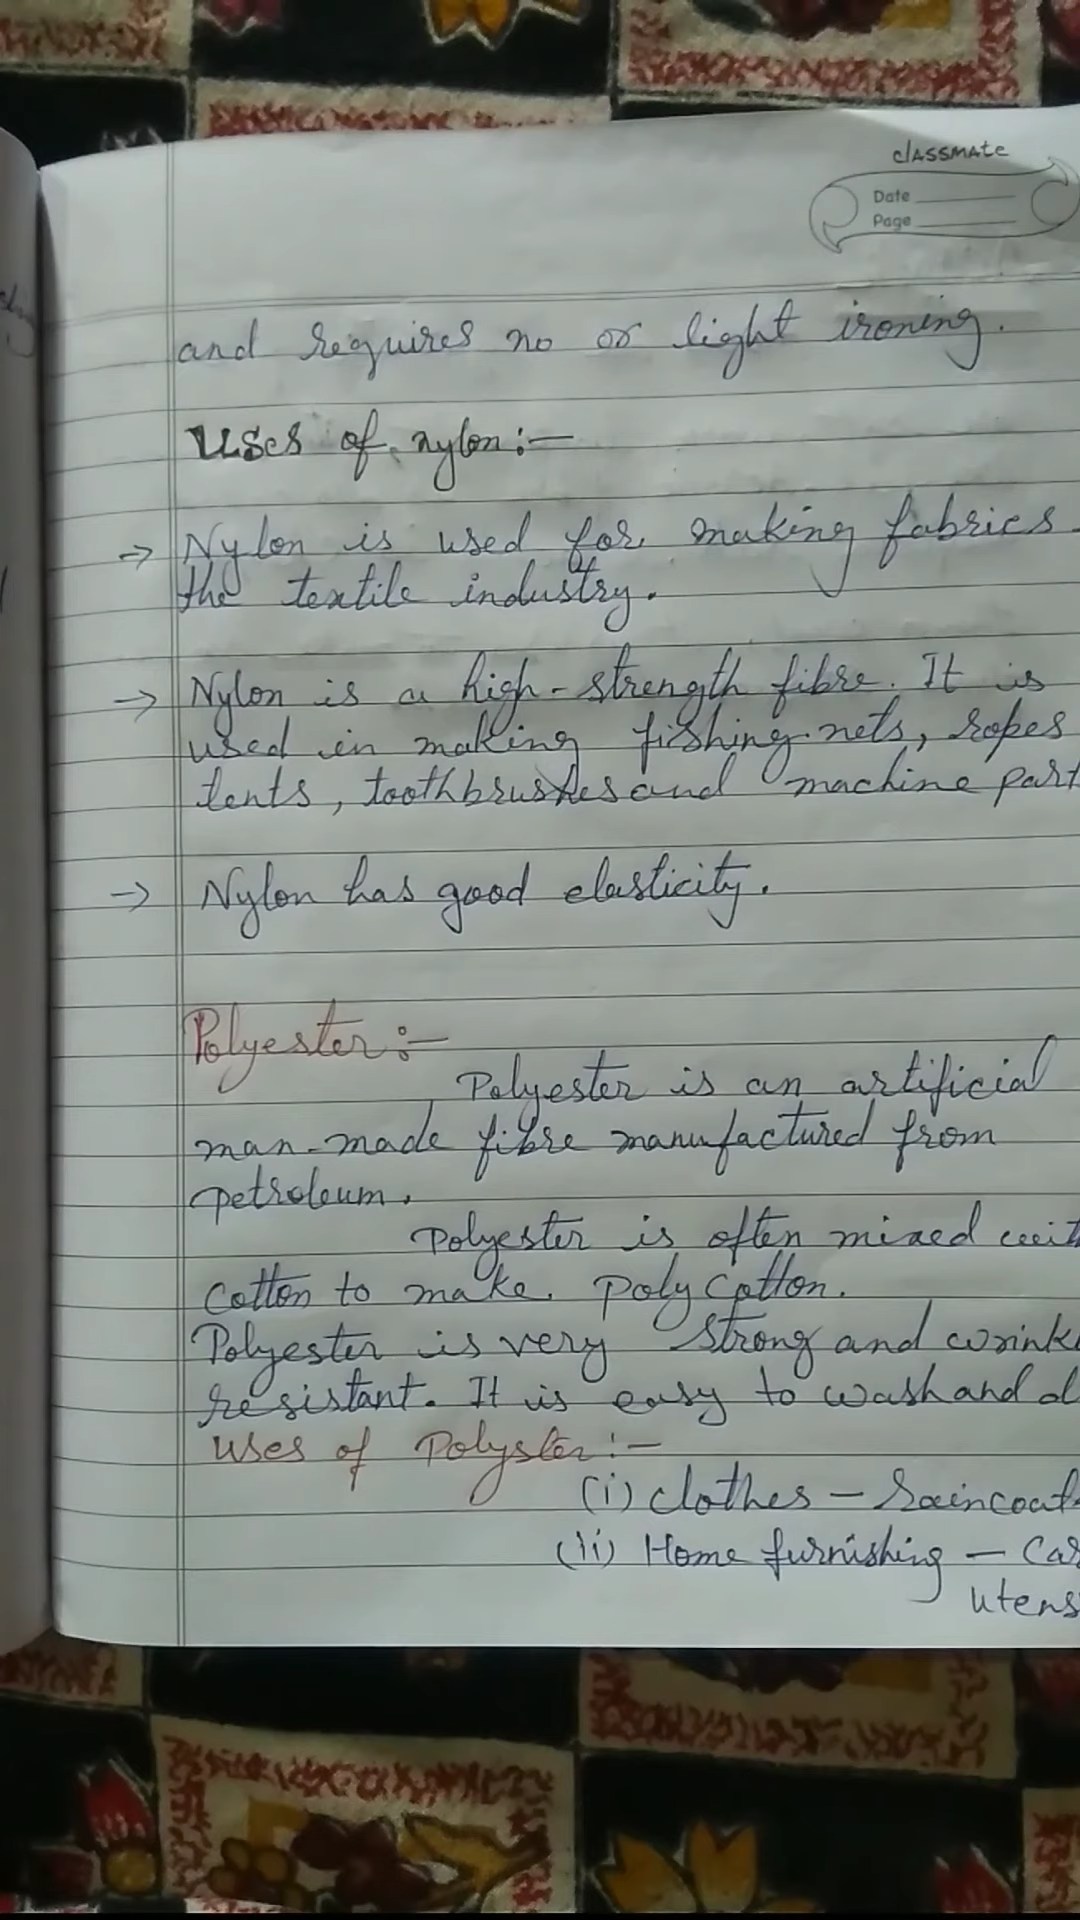 classmate
Date
Page
and requires no or light ironing.
Uses of nylon:-
→ Nylon is used for making fabrics
the textile industry.
→ Nylon is a high-strength fibre. It is
used in making fishing nets, ropes
tents, toothbrushes and machine part
→ Nylon has good elasticity.
Polyester:-
Polyester is an artificial
man-made fibre manufactured from
petroleum.
Polyester is often mixed wit
Cotton to make. Poly Cotton.
Polyester is very strong and wrink
resistant. It is easy to wash and d
Uses of Polyster:-
(i) Clothes - Raincoat
(ii) Home furnishing - Car
utens